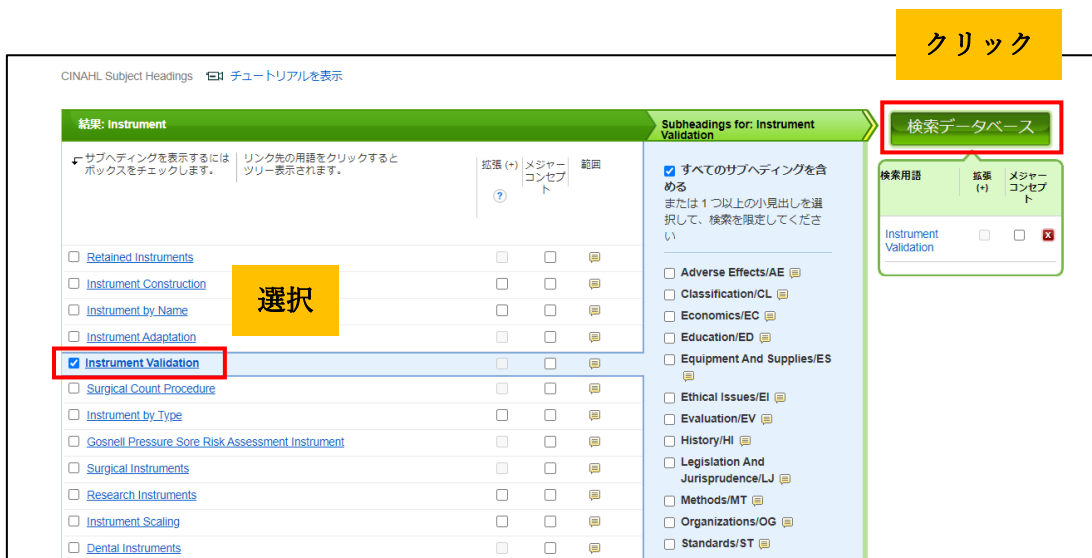 クリック
CINAHL Subject Headings チュートリアルを表示
結果: Instrument
サブヘディングを表示するには
ボックスをチェックします。
リンク先の用語をクリックすると
ツリー表示されます。
拡張 (+)
?
メジャー
コンセプ
ト
範囲
Retained Instruments
Instrument Construction
Instrument by Name
Instrument Adaptation
Instrument Validation
Surgical Count Procedure
Instrument by Type
Gosnell Pressure Sore Risk Assessment Instrument
Surgical Instruments
Research Instruments
Instrument Scaling
Dental Instruments
選択
Subheadings for: Instrument
Validation
すべてのサブヘディングを含
める
または 1 つ以上の小見出しを選
択して、検索を限定してくださ
い
Adverse Effects/AE
Classification/CL
Economics/EC
Education/ED
Equipment And Supplies/ES
Ethical Issues/EI
Evaluation/EV
History/HI
Legislation And
Jurisprudence/LJ
Methods/MT
Organizations/OG
Standards/ST
検索データベース
検索用語
拡張
(+)
メジャー
コンセプ
ト
Instrument
Validation
X